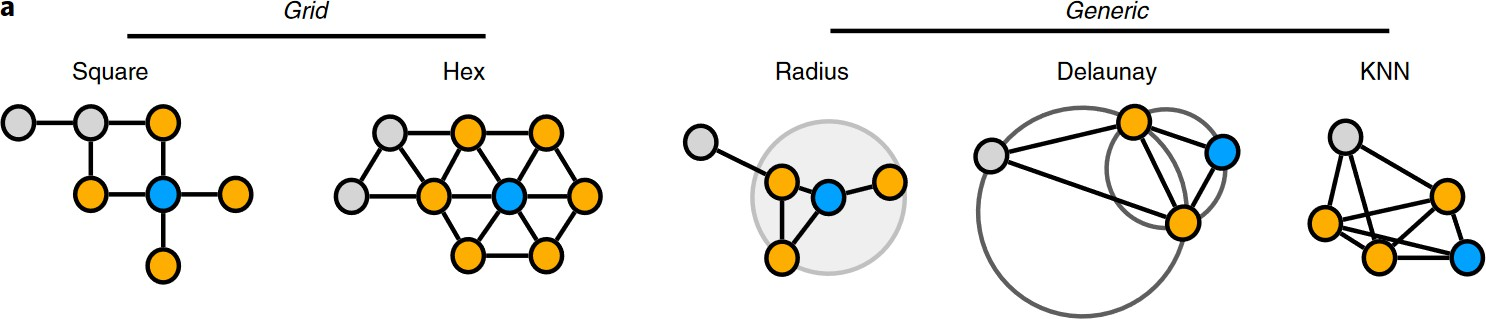 a
Grid
Generic
Square
Hex
Radius
Delaunay
KNN